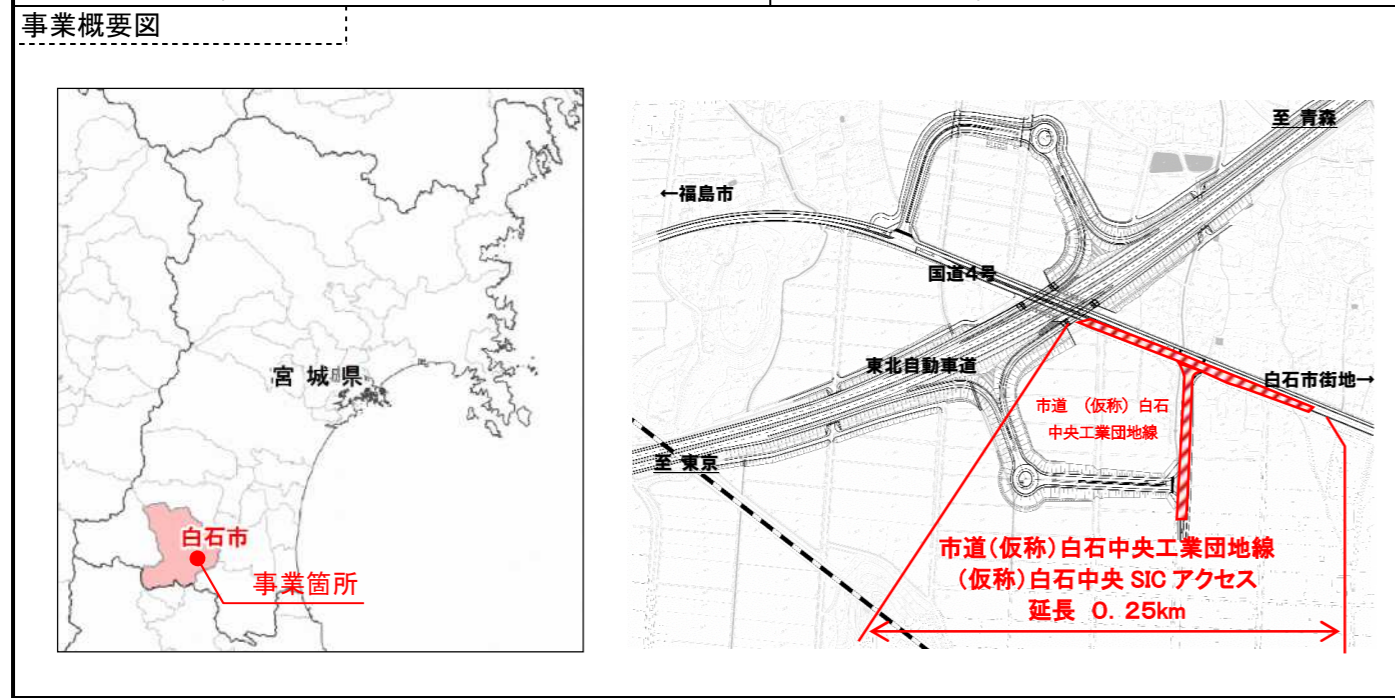 事業概要図
宮城県
白石市
事業箇所
至 青森
←福島市
国道4号
東北自動車道
白石市街地→
市道 (仮称) 白石
中央工業団地線
至 東京
市道(仮称)白石中央工業団地線
(仮称)白石中央 SIC アクセス
延長 0.25km